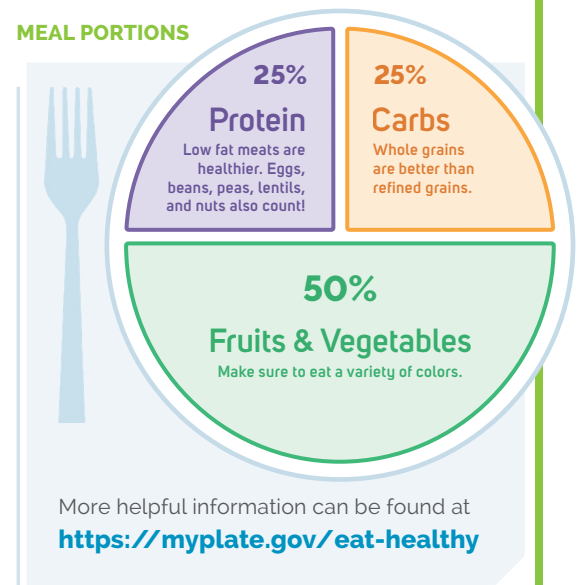 MEAL PORTIONS
25%
Protein
Low fat meats are
healthier. Eggs,
beans, peas, lentils,
and nuts also count!
25%
Carbs
Whole grains
are better than
refined grains.
50%
Fruits & Vegetables
Make sure to eat a variety of colors.
More helpful information can be found at
https://myplate.gov/eat-healthy